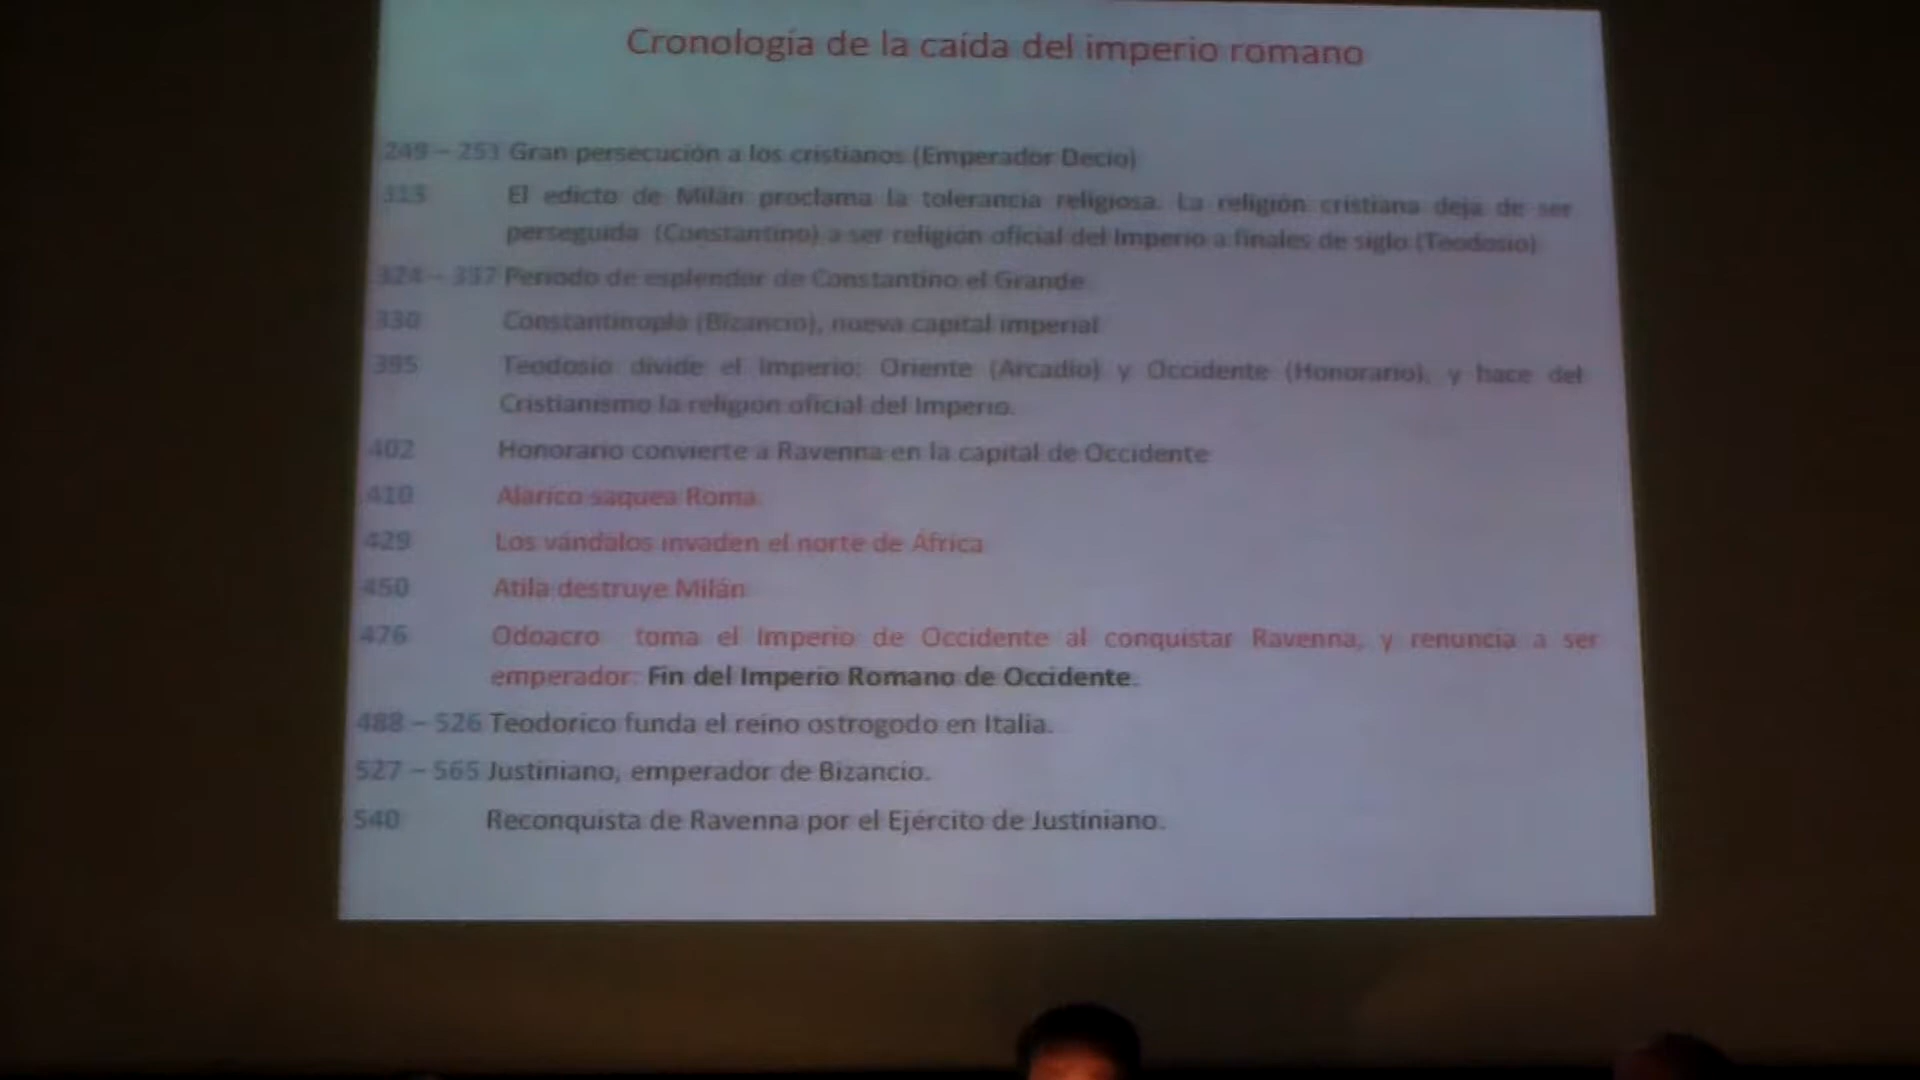 Cronología de la caída del imperio romano
249 – 251 Gran persecución a los cristianos (Emperador Decio)
313 El edicto de Milán proclama la tolerancia religiosa. La religión cristiana deja de ser
perseguida (Constantino) a ser religión oficial del Imperio a finales de siglo (Teodosio)
324 – 337 Periodo de esplendor de Constantino el Grande
330 Constantinopla (Bizancio), nueva capital imperial
395 Teodosio divide el Imperio: Oriente (Arcadio) y Occidente (Honorario), y hace del
Cristianismo la religión oficial del Imperio.
402 Honorario convierte a Ravenna en la capital de Occidente
410 Alarico saquea Roma
429 Los vándalos invaden el norte de África
450 Atila destruye Milán
476 Odoacro toma el Imperio de Occidente al conquistar Ravenna, y renuncia a ser
emperador: Fin del Imperio Romano de Occidente.
488 – 526 Teodorico funda el reino ostrogodo en Italia.
527 – 565 Justiniano, emperador de Bizancio.
540 Reconquista de Ravenna por el Ejército de Justiniano.